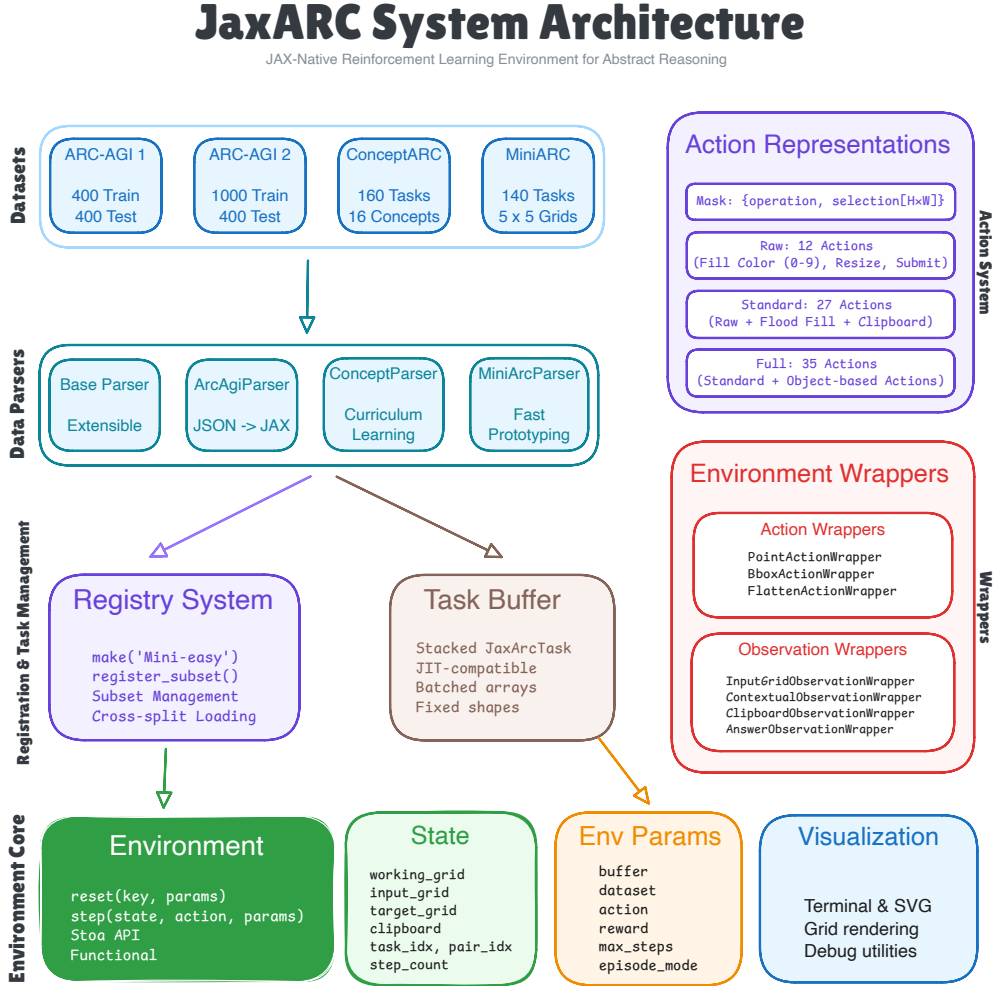 JaxARC System Architecture
JAX-Native Reinforcement Learning Environment for Abstract Reasoning
Datasets
ARC-AGI 1
400 Train
400 Test
ARC-AGI 2
1000 Train
400 Test
ConceptARC
160 Tasks
16 Concepts
MiniARC
140 Tasks
5 x 5 Grids
Data Parsers
Base Parser
Extensible
ArcAgiParser
JSON -> JAX
ConceptParser
Curriculum
Learning
MiniArcParser
Fast
Prototyping
Registration & Task Management
Registry System
make('Mini-easy')
register_subset()
Subset Management
Cross-split Loading
Task Buffer
Stacked JaxArcTask
JIT-compatible
Batched arrays
Fixed shapes
Action System
Action Representations
Mask: {operation, selection[H×W]}
Raw: 12 Actions
(Fill Color (0-9), Resize, Submit)
Standard: 27 Actions
(Raw + Flood Fill + Clipboard)
Full: 35 Actions
(Standard + Object-based Actions)
Wrappers
Environment Wrappers
Action Wrappers
PointActionWrapper
BboxActionWrapper
FlattenActionWrapper
Observation Wrappers
InputGridObservationWrapper
ContextualObservationWrapper
ClipboardObservationWrapper
AnswerObservationWrapper
Environment Core
Environment
reset(key, params)
step(state, action, params)
Stoa API
Functional
State
working_grid
input_grid
target_grid
clipboard
task_idx, pair_idx
step_count
Env Params
buffer
dataset
action
reward
max_steps
episode_mode
Visualization
Terminal & SVG
Grid rendering
Debug utilities